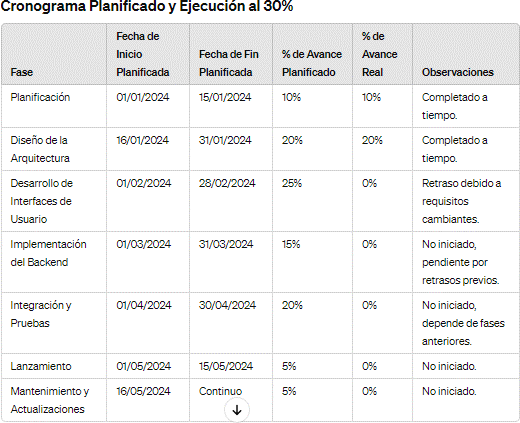 Cronograma Planificado y Ejecución al 30%
Fase
Fecha de
Inicio
Planificada
Fecha de Fin
Planificada
% de Avance
Planificado
% de
Avance
Real
Observaciones
Planificación
01/01/2024
15/01/2024
10%
10%
Completado a
tiempo.
Diseño de la
Arquitectura
16/01/2024
31/01/2024
20%
20%
Completado a
tiempo.
Desarrollo de
Interfaces de
Usuario
01/02/2024
28/02/2024
25%
0%
Retraso debido a
requisitos
cambiantes.
Implementación
del Backend
01/03/2024
31/03/2024
15%
0%
No iniciado,
pendiente por
retrasos previos.
Integración y
Pruebas
01/04/2024
30/04/2024
20%
0%
No iniciado,
depende de fases
anteriores.
Lanzamiento
01/05/2024
15/05/2024
5%
0%
No iniciado.
Mantenimiento y
Actualizaciones
16/05/2024
Continuo
5%
0%
No iniciado.